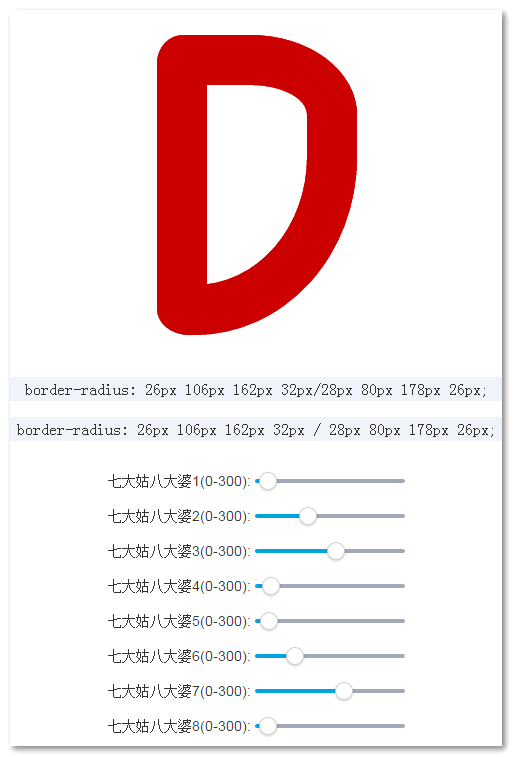 border-radius: 26px 106px 162px 32px/28px 80px 178px 26px;
border-radius: 26px 106px 162px 32px / 28px 80px 178px 26px;
七大姑八大婆1(0-300):
七大姑八大婆2(0-300):
七大姑八大婆3(0-300):
七大姑八大婆4(0-300):
七大姑八大婆5(0-300):
七大姑八大婆6(0-300):
七大姑八大婆7(0-300):
七大姑八大婆8(0-300):